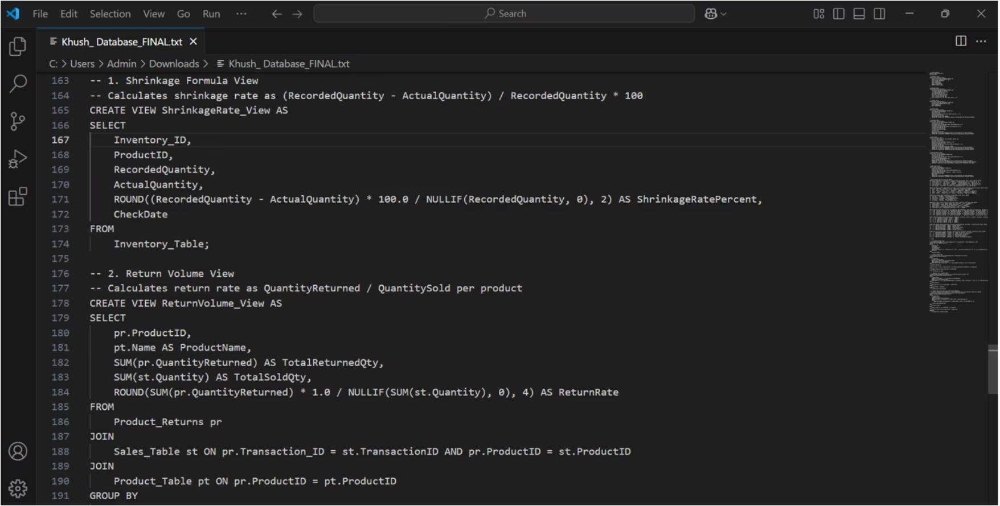 File Edit Selection View Go Run ··· Search
Khush_ Database_FINAL.txt
C: > Users > Admin > Downloads > Khush_ Database_FINAL.txt
163 -- 1. Shrinkage Formula View
164 -- Calculates shrinkage rate as (RecordedQuantity - ActualQuantity) / RecordedQuantity * 100
165 CREATE VIEW ShrinkageRate_View AS
166 SELECT
167 Inventory_ID,
168 ProductID,
169 RecordedQuantity,
170 ActualQuantity,
171 ROUND((RecordedQuantity - ActualQuantity) * 100.0 / NULLIF(RecordedQuantity, 0), 2) AS ShrinkageRatePercent,
172 CheckDate
173 FROM
174 Inventory_Table;
175
176 -- 2. Return Volume View
177 -- Calculates return rate as QuantityReturned / QuantitySold per product
178 CREATE VIEW ReturnVolume_View AS
179 SELECT
180 pr.ProductID,
181 pt.Name AS ProductName,
182 SUM(pr.QuantityReturned) AS TotalReturnedQty,
183 SUM(st.Quantity) AS TotalSoldQty,
184 ROUND(SUM(pr.QuantityReturned) * 1.0 / NULLIF(SUM(st.Quantity), 0), 4) AS ReturnRate
185 FROM
186 Product_Returns pr
187 JOIN
188 Sales_Table st ON pr.Transaction_ID = st.TransactionID AND pr.ProductID = st.ProductID
189 JOIN
190 Product_Table pt ON pr.ProductID = pt.ProductID
191 GROUP BY